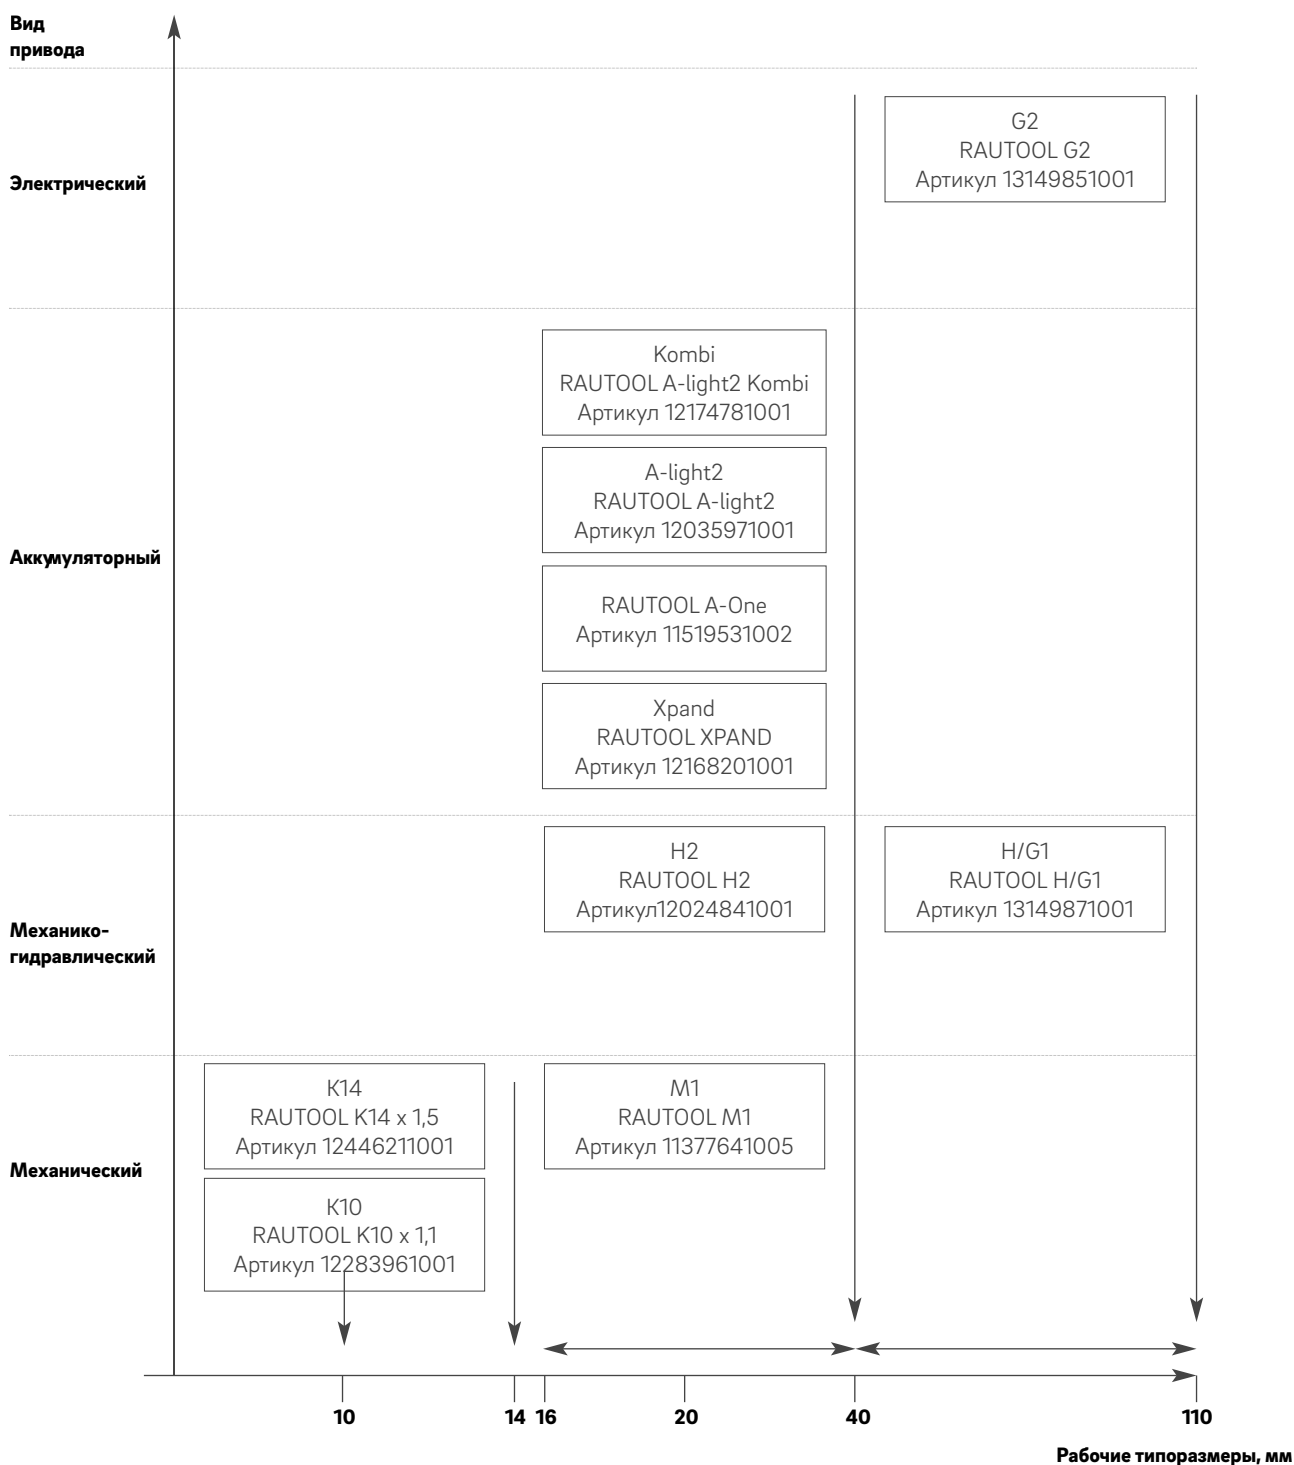 Вид
привода
Электрический
G2
RAUTOOL G2
Артикул 13149851001
Аккумуляторный
Kombi
RAUTOOL A-light2 Kombi
Артикул 12174781001
A-light2
RAUTOOL A-light2
Артикул 12035971001
RAUTOOL A-One
Артикул 11519531002
Xpand
RAUTOOL XPAND
Артикул 12168201001
Механико-
гидравлический
H2
RAUTOOL H2
Артикул12024841001
H/G1
RAUTOOL H/G1
Артикул 13149871001
Механический
K14
RAUTOOL K14 x 1,5
Артикул 12446211001
K10
RAUTOOL K10 x 1,1
Артикул 12283961001
M1
RAUTOOL M1
Артикул 11377641005
10 14 16 20 40 110
Рабочие типоразмеры, мм